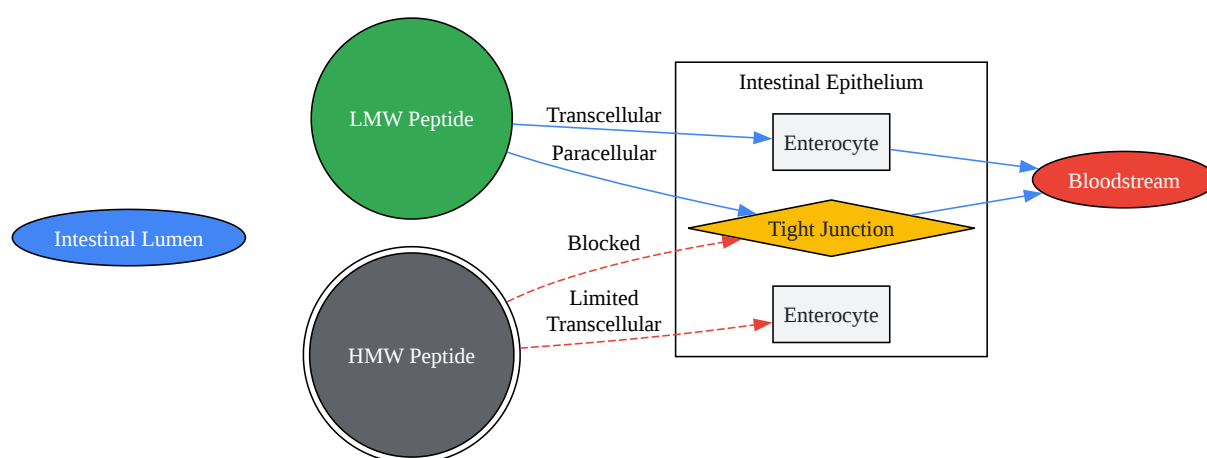 Intestinal Epithelium
LMW Peptide
Transcellular
Enterocyte
Paracellular
Bloodstream
Tight Junction
Intestinal Lumen
Blocked
Limited
Transcellular
Enterocyte
HMW Peptide